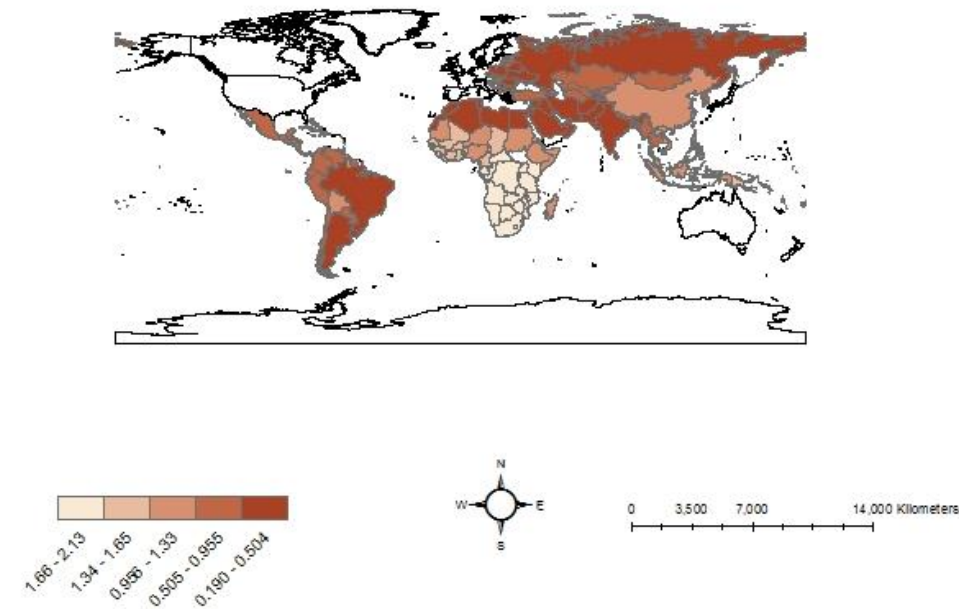 N
W E
S
0 3,500 7,000 14,000 Kilometers
1.66 - 2.13
1.34 - 1.65
0.956 - 1.33
0.505 - 0.955
0.190 - 0.504